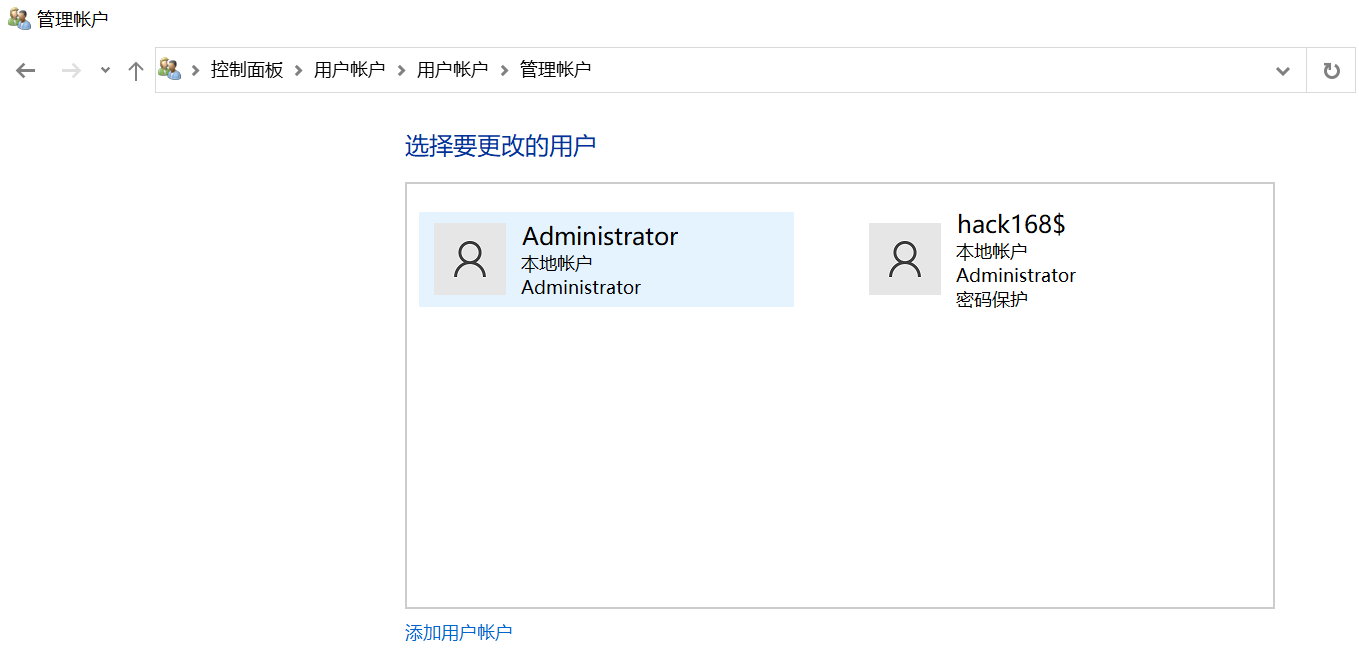 管理帐户
控制面板 > 用户帐户 > 用户帐户 > 管理帐户
选择要更改的用户
Administrator
本地帐户
Administrator
hack168$
本地帐户
Administrator
密码保护
添加用户帐户